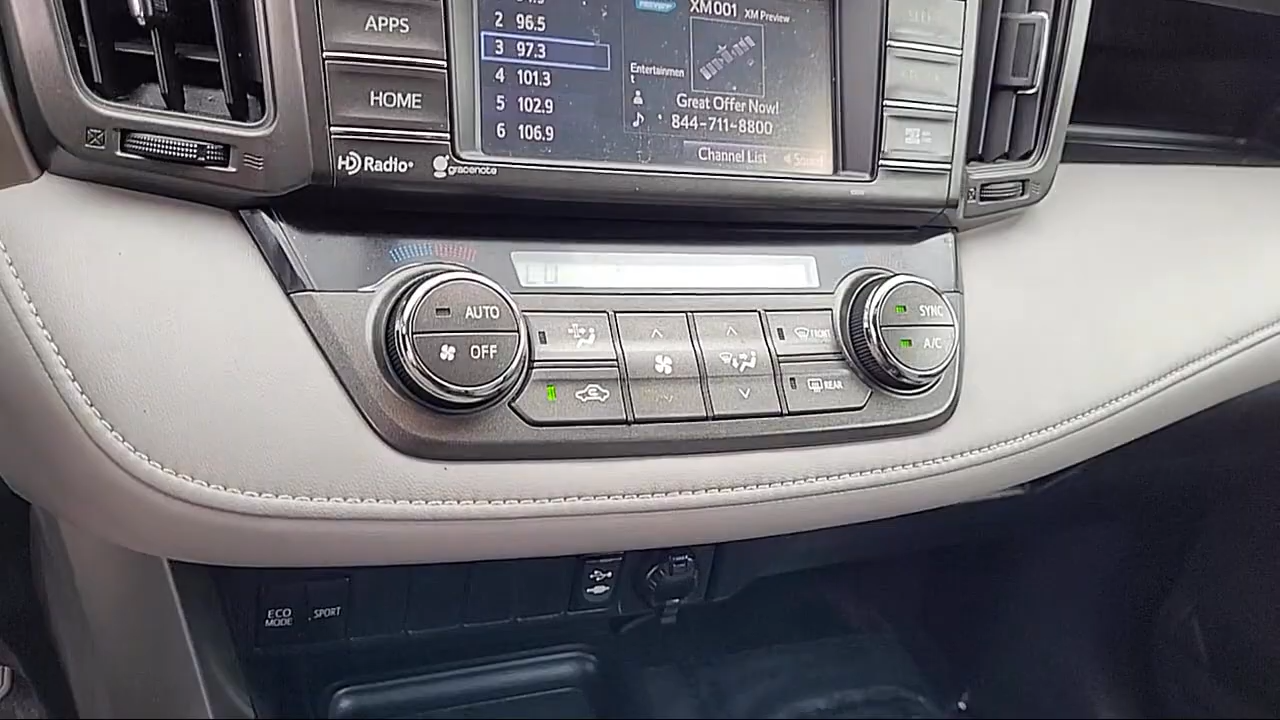 APPS
HOME
HD Radio
gracenote
2 96.5
3 97.3
4 101.3
5 102.9
6 106.9
XM001 XM Preview
Entertainmen
t
Great Offer Now!
844-711-8800
Channel List
Sound
LO
AUTO
OFF
FRONT
REAR
SYNC
A/C
ECO
MODE
SPORT